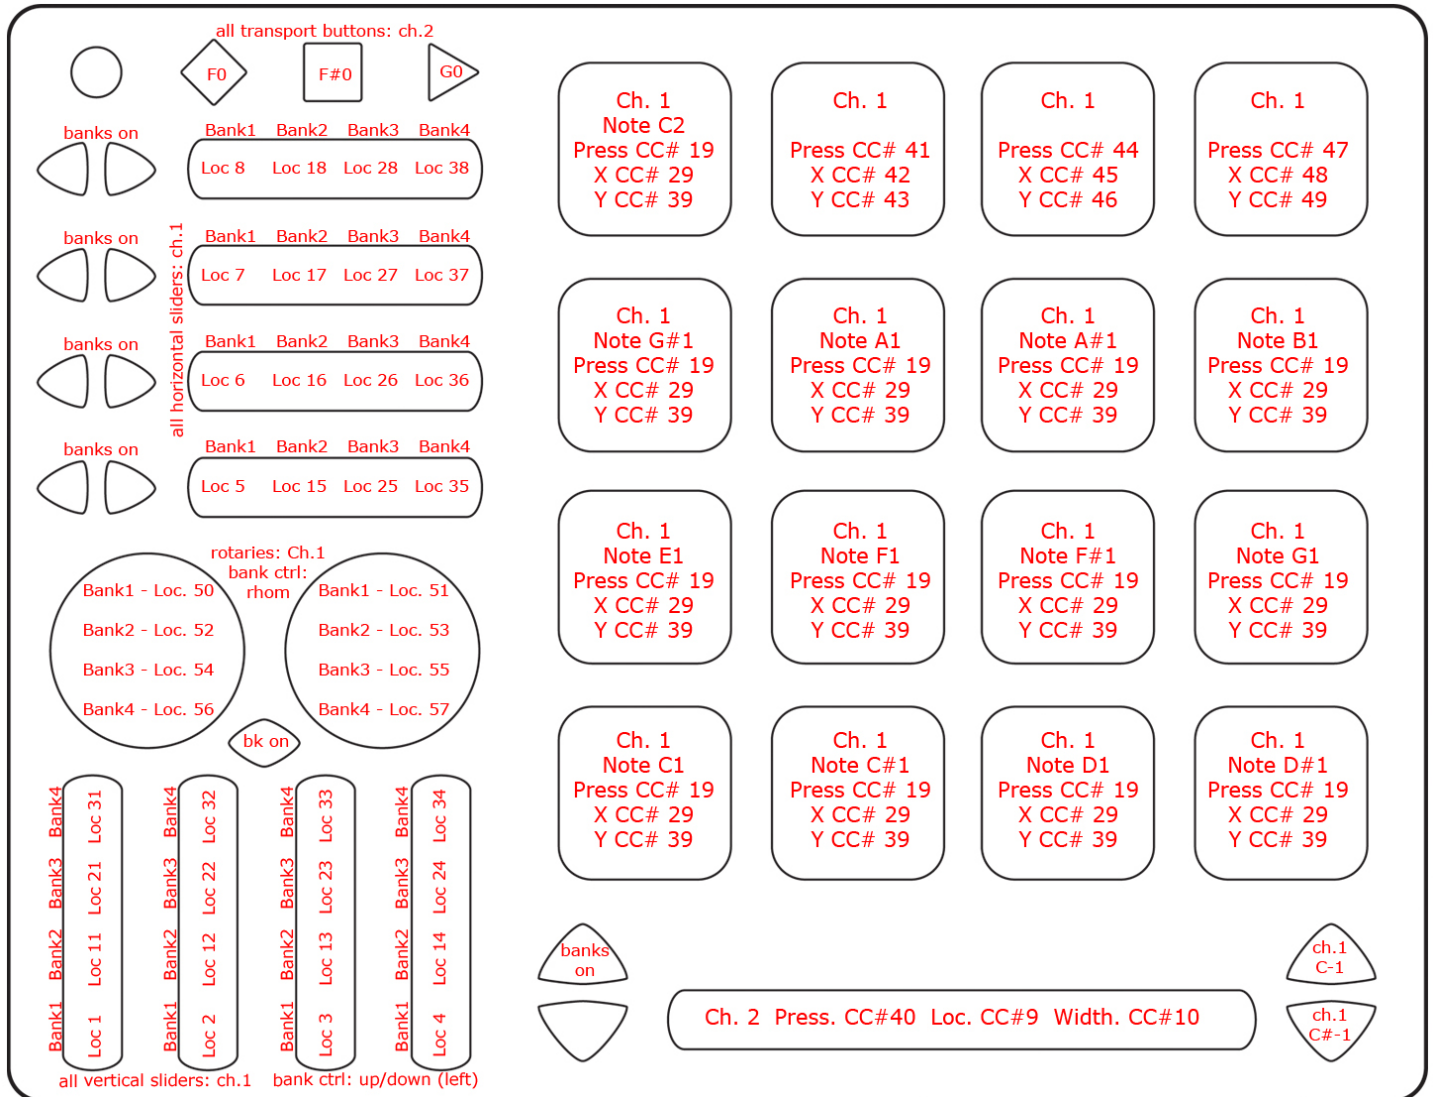 all transport buttons: ch.2
F0 F#0 G0
banks on
Bank1 Bank2 Bank3 Bank4
Loc 8 Loc 18 Loc 28 Loc 38
banks on
Bank1 Bank2 Bank3 Bank4
Loc 7 Loc 17 Loc 27 Loc 37
banks on
Bank1 Bank2 Bank3 Bank4
Loc 6 Loc 16 Loc 26 Loc 36
banks on
Bank1 Bank2 Bank3 Bank4
Loc 5 Loc 15 Loc 25 Loc 35
all horizontal sliders: ch.1
rotaries: Ch.1
bank ctrl:
rhom
Bank1 - Loc. 50
Bank2 - Loc. 52
Bank3 - Loc. 54
Bank4 - Loc. 56
Bank1 - Loc. 51
Bank2 - Loc. 53
Bank3 - Loc. 55
Bank4 - Loc. 57
bk on
Bank1 Bank2 Bank3 Bank4
Loc 1 Loc 11 Loc 21 Loc 31
Bank1 Bank2 Bank3 Bank4
Loc 2 Loc 12 Loc 22 Loc 32
Bank1 Bank2 Bank3 Bank4
Loc 3 Loc 13 Loc 23 Loc 33
Bank1 Bank2 Bank3 Bank4
Loc 4 Loc 14 Loc 24 Loc 34
all vertical sliders: ch.1
bank ctrl: up/down (left)
Ch. 1
Note C2
Press CC# 19
X CC# 29
Y CC# 39
Ch. 1
Press CC# 41
X CC# 42
Y CC# 43
Ch. 1
Press CC# 44
X CC# 45
Y CC# 46
Ch. 1
Press CC# 47
X CC# 48
Y CC# 49
Ch. 1
Note G#1
Press CC# 19
X CC# 29
Y CC# 39
Ch. 1
Note A1
Press CC# 19
X CC# 29
Y CC# 39
Ch. 1
Note A#1
Press CC# 19
X CC# 29
Y CC# 39
Ch. 1
Note B1
Press CC# 19
X CC# 29
Y CC# 39
Ch. 1
Note E1
Press CC# 19
X CC# 29
Y CC# 39
Ch. 1
Note F1
Press CC# 19
X CC# 29
Y CC# 39
Ch. 1
Note F#1
Press CC# 19
X CC# 29
Y CC# 39
Ch. 1
Note G1
Press CC# 19
X CC# 29
Y CC# 39
Ch. 1
Note C1
Press CC# 19
X CC# 29
Y CC# 39
Ch. 1
Note C#1
Press CC# 19
X CC# 29
Y CC# 39
Ch. 1
Note D1
Press CC# 19
X CC# 29
Y CC# 39
Ch. 1
Note D#1
Press CC# 19
X CC# 29
Y CC# 39
banks
on
Ch. 2 Press. CC#40 Loc. CC#9 Width. CC#10
ch.1
C-1
ch.1
C#-1